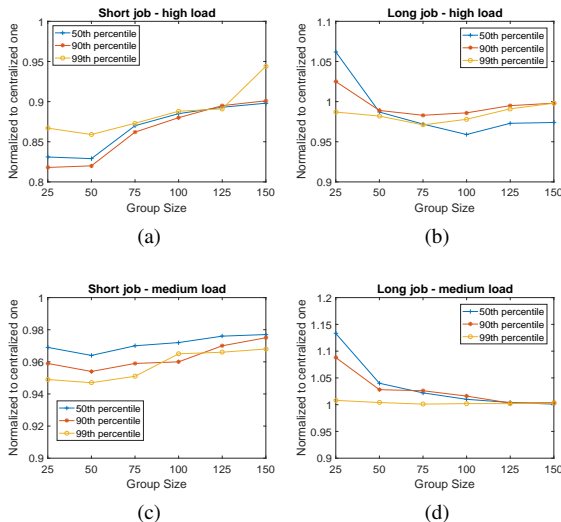 Short job - high load
Normalized to centralized one
1
0.95
0.9
0.85
0.8
50th percentile
90th percentile
99th percentile
25 50 75 100 125 150
Group Size
(a)
Long job - high load
Normalized to centralized one
1.1
1.05
1
0.95
0.9
50th percentile
90th percentile
99th percentile
25 50 75 100 125 150
Group Size
(b)
Short job - medium load
Normalized to centralized one
1
0.98
0.96
0.94
0.92
0.9
50th percentile
90th percentile
99th percentile
25 50 75 100 125 150
Group Size
(c)
Long job - medium load
Normalized to centralized one
1.2
1.15
1.1
1.05
1
0.95
0.9
50th percentile
90th percentile
99th percentile
25 50 75 100 125 150
Group Size
(d)